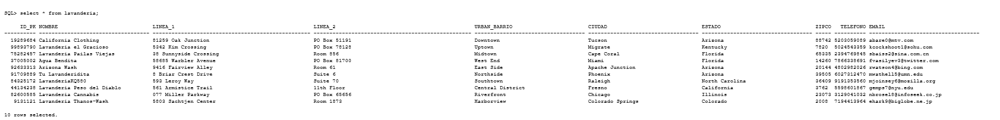 SQL> select * from lavanderia;
ID_PK NOMBRE LINEA_1 LINEA_2 URBAN_BARRIO CIUDAD ESTADO ZIPCO TELEFONO EMAIL
19289684 California Clothing 81259 Oak Junction PO Box 51191 Downtown Tucson Arizona 88742 5203059089 abare0@mtv.com
99893790 Lavanderia el Gracioso 5342 Kim Crossing PO Box 78128 Uptown Migrate Kentucky 7820 5024543359 kcockshoot1@sohu.com
75282457 Lavanderia Pailas Viejas 38 Sunnyside Crossing Room 856 Midtown Cape Coral Florida 65335 2394769845 sbaiss2@sina.com.cn
37005002 Agua Bendita 58685 Warbler Avenue PO Box 81700 West End Miami Florida 14260 7866338691 fvasilyev3@twitter.com
92633313 Arizona Wash 9416 Fairview Alley Room 61 East Side Apache Junction Arizona 20144 4802982026 rwatson4@bing.com
91709889 Tu Lavanderidita 8 Briar Crest Drive Suite 6 Northside Phoenix Arizona 39505 6027312470 mwathell5@umn.edu
84325172 LavanderiaKQ580 593 Leroy Way Suite 70 Southtown Raleigh North Carolina 36409 9191353560 mjoinsey6@mozilla.org
44134238 Lavanderia Peso del Diablo 561 Armistice Trail 11th Floor Central District Fresno California 3762 5598601867 gemps7@nyu.edu
82600585 Lavanderia Cannabis 077 Miller Parkway PO Box 65656 Riverfront Chicago Illinois 23073 3129041032 nbrosel8@infoseek.co.jp
9131121 Lavanderia Thanos-Wash 5803 Sachtjen Center Room 1873 Harborview Colorado Springs Colorado 2008 7194413964 ehark9@biglobe.ne.jp
10 rows selected.